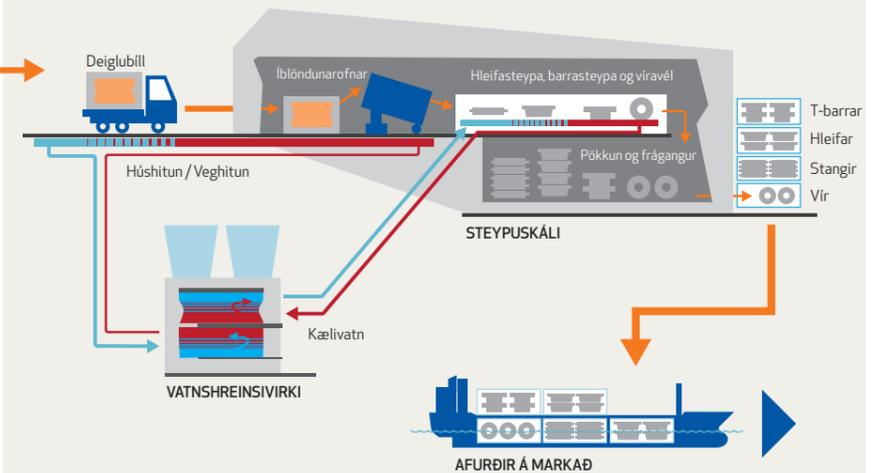 Deiglubíll
Íblöndunarofnar
Hleifasteypa, barrasteypa og víravél
T-barrar
Hleifar
Pökkun og frágangur
Stangir
Húshitun / Veghitun
Vír
STEYPUSKÁLI
Kælivatn
VATNSHREINSIVIRKI
AFURÐIR Á MARKAÐ